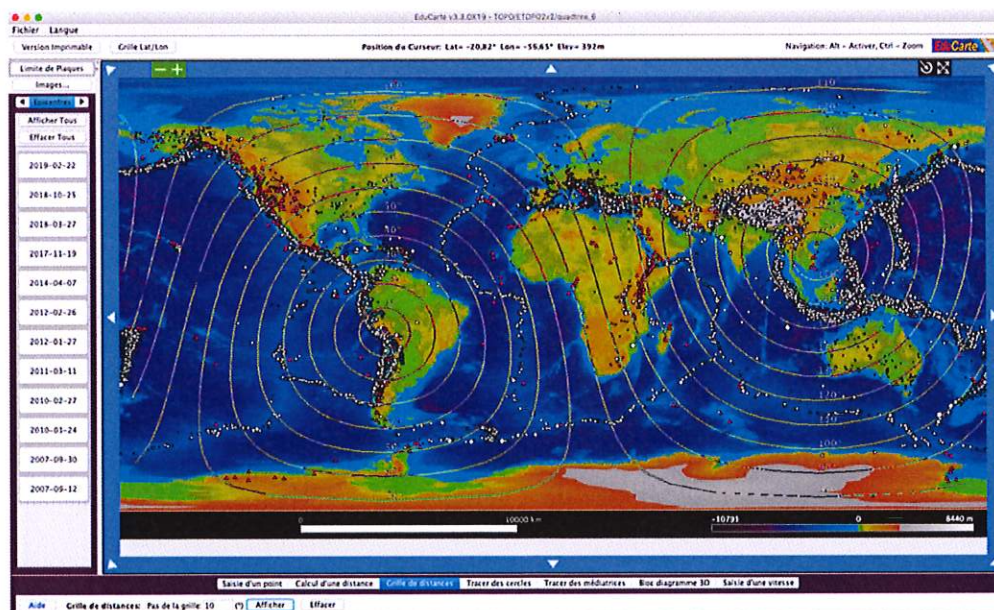 EduCarte v3.3.0X19 - TOPO/ETOPO2v2/quadtree_6
Fichier Langue
Version Imprimable Grille Lat/Lon Position du Curseur: Lat= -20,82° Lon= -56,65° Elev= 392m Navigation: Alt - Activer, Ctrl - Zoom EduCarte
Limite de Plaques
Images...
Epicentres
Afficher Tous
Effacer Tous
2019-02-22
2018-10-25
2018-03-27
2017-11-19
2014-04-07
2012-02-26
2012-01-27
2011-03-11
2010-02-27
2010-03-24
2007-09-30
2007-06-12
0 10000 km
-10791 0 6440 m
Saisie d'un point Calcul d'une distance Grille de distances Tracer des cercles Tracer des médiatrices Bloc diagramme 3D Saisie d'une vitesse
Aide Grille de distances: Pas de la grille: 10 (°) Afficher Effacer